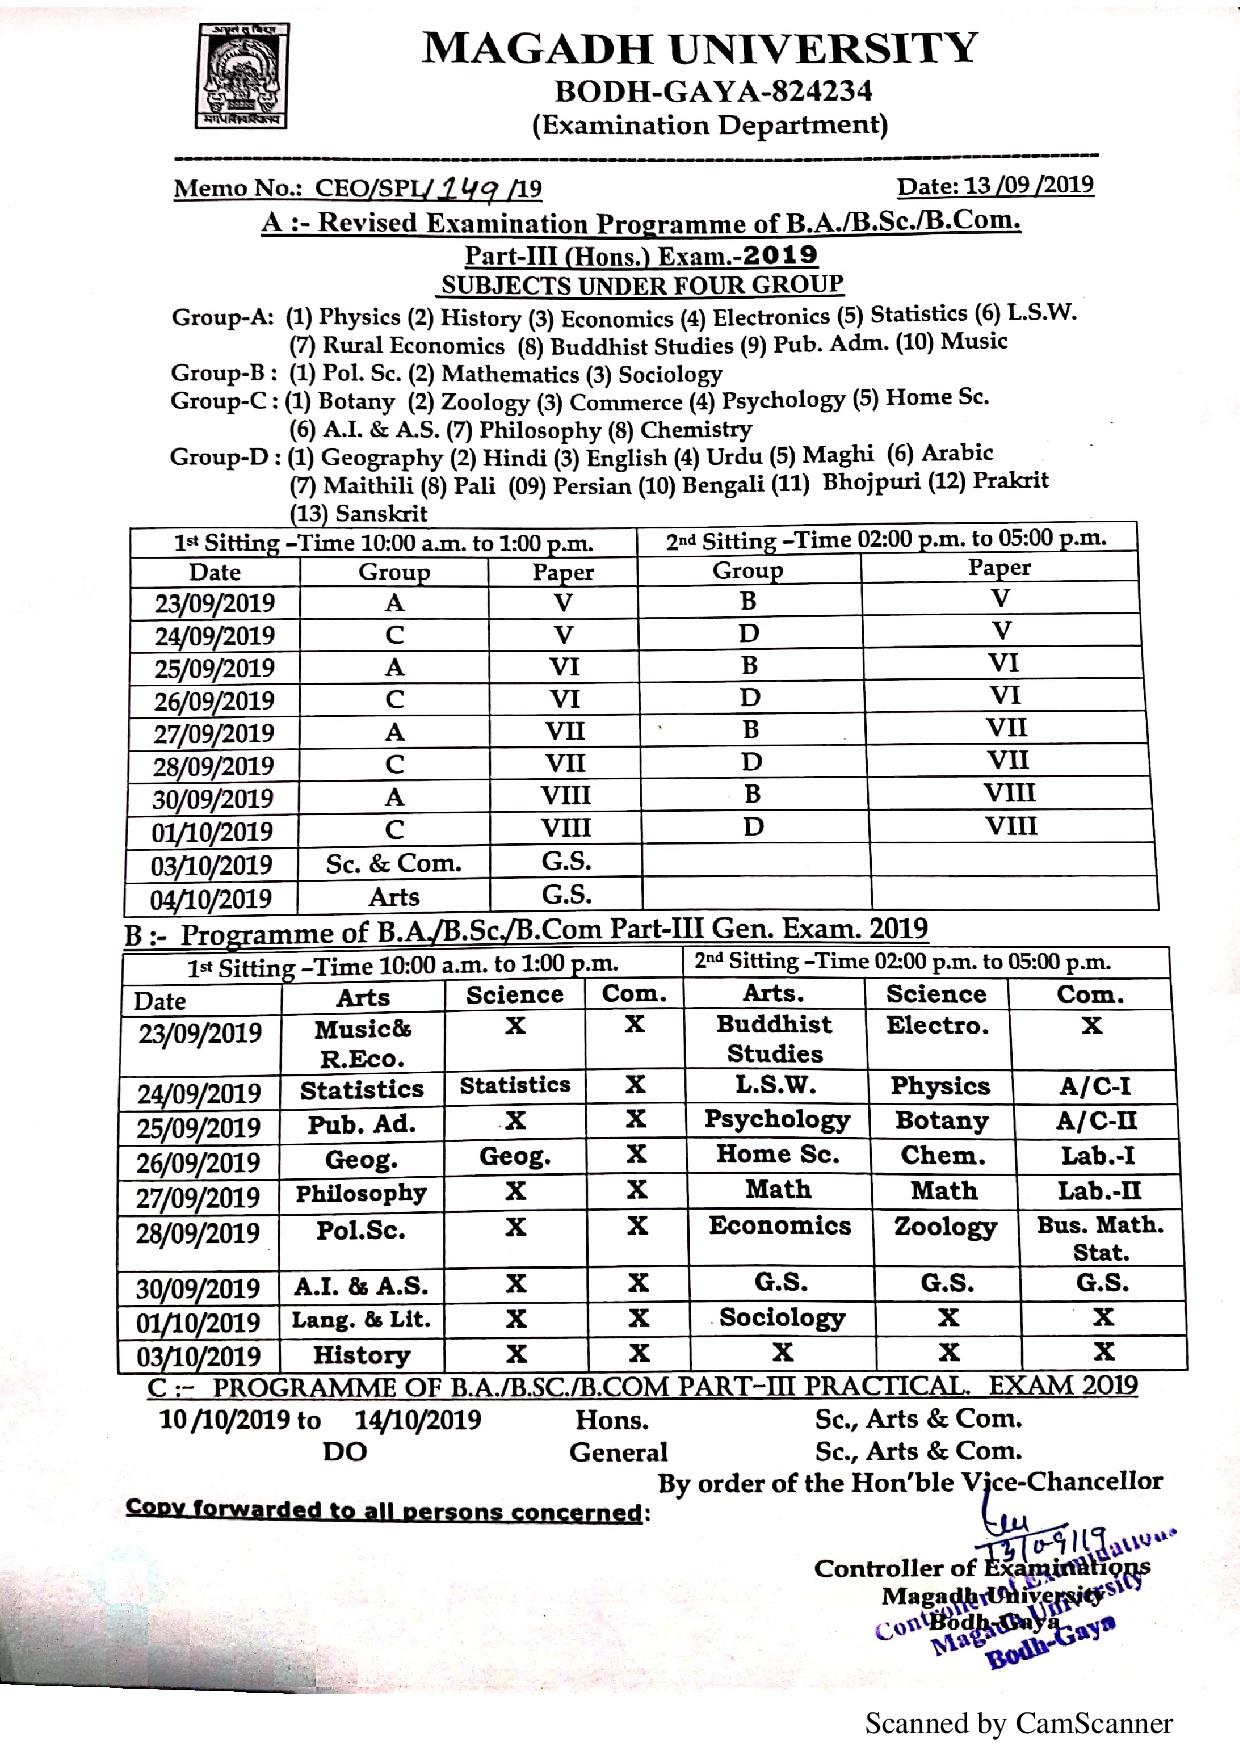 अमृतं तु विद्या
MAGADH UNIVERSITY
BODH-GAYA-824234
(Examination Department)
Memo No.: CEO/SPL/149/19 Date: 13/09/2019
A :- Revised Examination Programme of B.A./B.Sc./B.Com.
Part-III (Hons.) Exam.-2019
SUBJECTS UNDER FOUR GROUP
Group-A: (1) Physics (2) History (3) Economics (4) Electronics (5) Statistics (6) L.S.W.
(7) Rural Economics (8) Buddhist Studies (9) Pub. Adm. (10) Music
Group-B : (1) Pol. Sc. (2) Mathematics (3) Sociology
Group-C : (1) Botany (2) Zoology (3) Commerce (4) Psychology (5) Home Sc.
(6) A.I. & A.S. (7) Philosophy (8) Chemistry
Group-D : (1) Geography (2) Hindi (3) English (4) Urdu (5) Maghi (6) Arabic
(7) Maithili (8) Pali (09) Persian (10) Bengali (11) Bhojpuri (12) Prakrit
(13) Sanskrit
1st Sitting –Time 10:00 a.m. to 1:00 p.m. 2nd Sitting –Time 02:00 p.m. to 05:00 p.m.
Date Group Paper Group Paper
23/09/2019 A V B V
24/09/2019 C V D V
25/09/2019 A VI B VI
26/09/2019 C VI D VI
27/09/2019 A VII B VII
28/09/2019 C VII D VII
30/09/2019 A VIII B VIII
01/10/2019 C VIII D VIII
03/10/2019 Sc. & Com. G.S.
04/10/2019 Arts G.S.
B :- Programme of B.A./B.Sc./B.Com Part-III Gen. Exam. 2019
1st Sitting –Time 10:00 a.m. to 1:00 p.m. 2nd Sitting –Time 02:00 p.m. to 05:00 p.m.
Date Arts Science Com. Arts. Science Com.
23/09/2019 Music& X X Buddhist Electro. X
R.Eco. Studies
24/09/2019 Statistics Statistics X L.S.W. Physics A/C-I
25/09/2019 Pub. Ad. X X Psychology Botany A/C-II
26/09/2019 Geog. Geog. X Home Sc. Chem. Lab.-I
27/09/2019 Philosophy X X Math Math Lab.-II
28/09/2019 Pol.Sc. X X Economics Zoology Bus. Math.
Stat.
30/09/2019 A.I. & A.S. X X G.S. G.S. G.S.
01/10/2019 Lang. & Lit. X X Sociology X X
03/10/2019 History X X X X X
C :– PROGRAMME OF B.A./B.SC./B.COM PART–III PRACTICAL. EXAM 2019
10/10/2019 to 14/10/2019 Hons. Sc., Arts & Com.
DO General Sc., Arts & Com.
By order of the Hon'ble Vice-Chancellor
Copy forwarded to all persons concerned:
13/09/19
Controller of Examinations
Magadh University
Bodh-Gaya
Controller of Examinations
Magadh University
Bodh-Gaya
Scanned by CamScanner